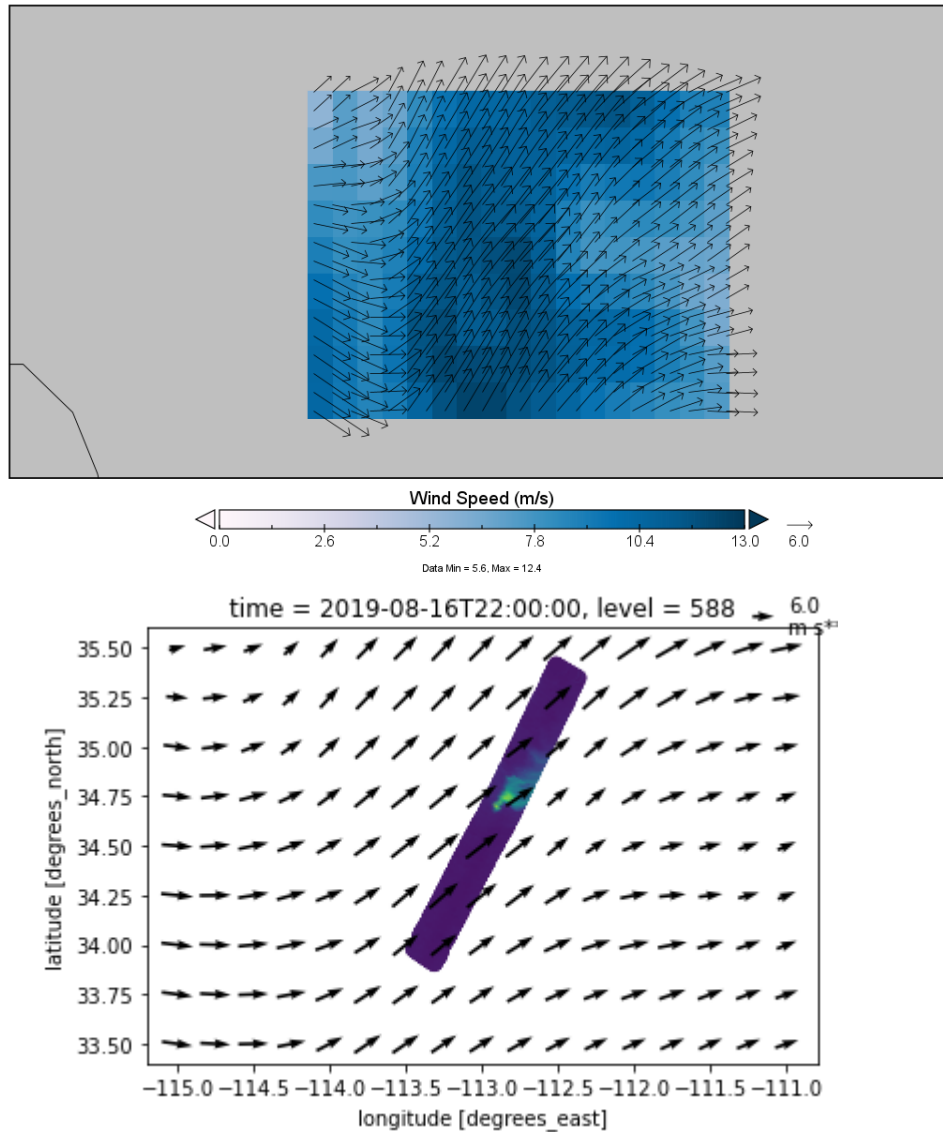 Wind Speed (m/s)
0.0 2.6 5.2 7.8 10.4 13.0 6.0
Data Min = 5.6, Max = 12.4
time = 2019-08-16T22:00:00, level = 588 6.0
m s*
35.50
35.25
35.00
34.75
34.50
34.25
34.00
33.75
33.50
latitude [degrees_north]
−115.0 −114.5 −114.0 −113.5 −113.0 −112.5 −112.0 −111.5 −111.0
longitude [degrees_east]